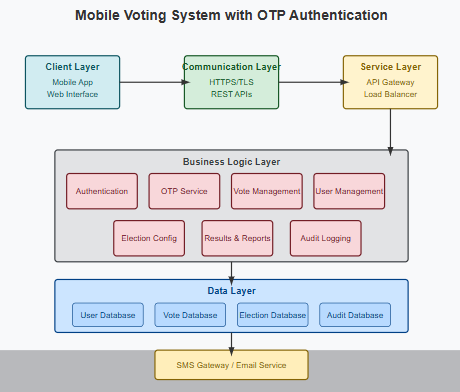 Mobile Voting System with OTP Authentication
Client Layer
Mobile App
Web Interface
Communication Layer
HTTPS/TLS
REST APIs
Service Layer
API Gateway
Load Balancer
Business Logic Layer
Authentication
OTP Service
Vote Management
User Management
Election Config
Results & Reports
Audit Logging
Data Layer
User Database
Vote Database
Election Database
Audit Database
SMS Gateway / Email Service